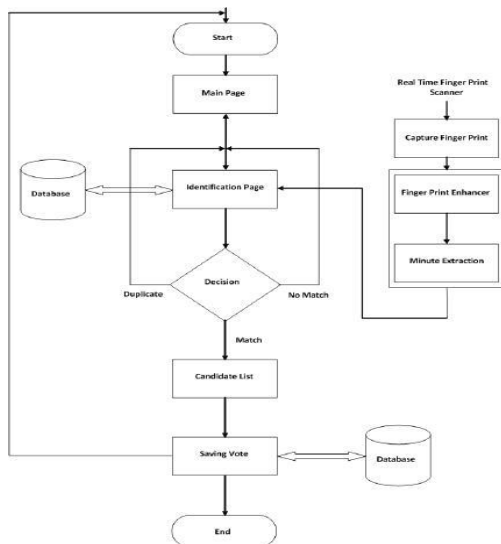 Start
Main Page
Real Time Finger Print
Scanner
Capture Finger Print
Database
Identification Page
Finger Print Enhancer
Decision
Minute Extraction
Duplicate
No Match
Match
Candidate List
Saving Vote
Database
End